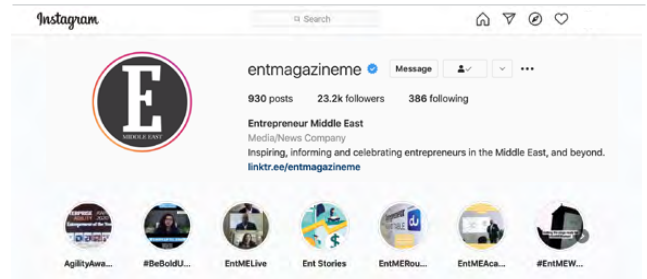 Instagram
Search
E
MIDDLE EAST
entmagazineme Message
930 posts 23.2k followers 386 following
Entrepreneur Middle East
Media/News Company
Inspiring, informing and celebrating entrepreneurs in the Middle East, and beyond.
linktr.ee/entmagazineme
AgilityAwa... #BeBoldU... EntMELive Ent Stories EntMERou... EntMEAca... #EntMEW...